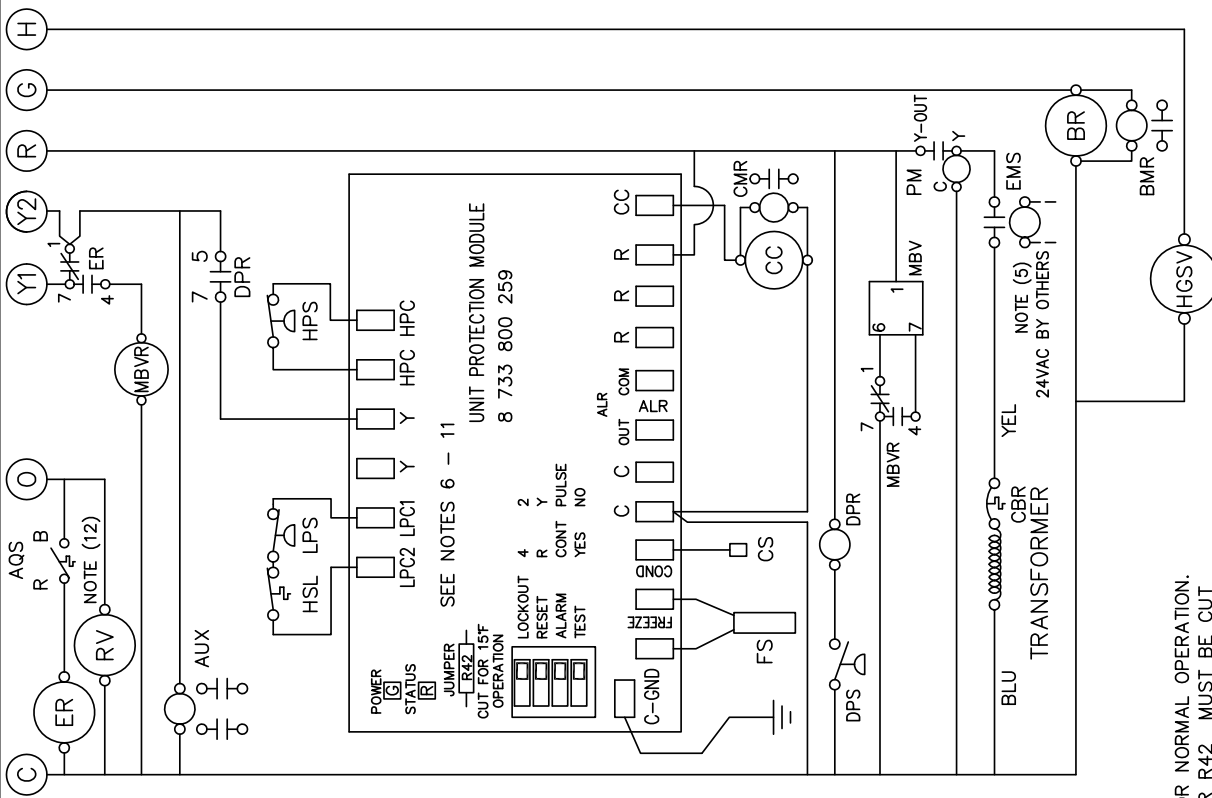 C
O
Y1
Y2
R
G
H
ER
AQS
R
B
NOTE (12)
RV
MBVR
7
1
4
ER
AUX
7
5
DPR
HSL
LPS
HPS
LPC2
LPC1
Y
Y
HPC
HPC
POWER
G
STATUS
R
JUMPER
R42
CUT FOR 15°F
OPERATION
SEE NOTES 6 - 11
UNIT PROTECTION MODULE
8 733 800 259
LOCKOUT 4 2
RESET R Y
ALARM CONT PULSE
TEST YES NO
C-GND
FREEZE
COND
C
C
OUT
ALR
COM
ALR
R
R
R
CC
FS
CS
CC
CMR
DPS
DPR
MBVR
7
1
4
6
7
1
MBV
PM
Y-OUT
C
Y
BLU
TRANSFORMER
CBR
YEL
NOTE (5)
24VAC BY OTHERS
EMS
BR
BMR
HGSV
OR NORMAL OPERATION.
R R42 MUST BE CUT